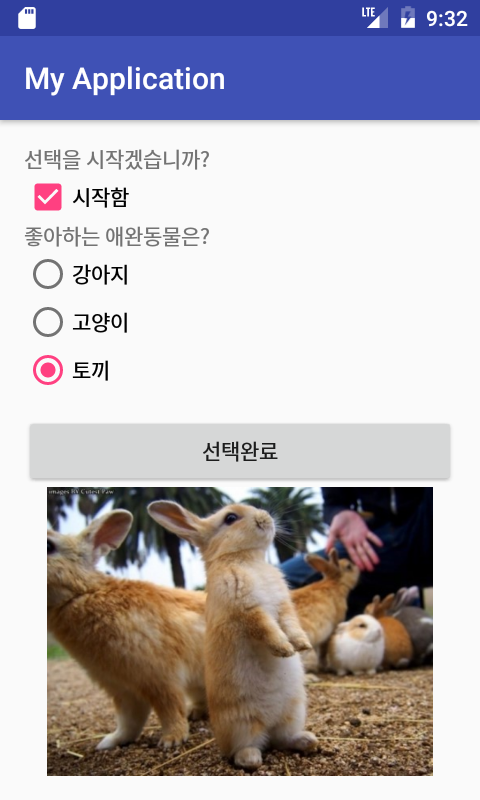 LTE 9:32
My Application
선택을 시작겠습니까?
시작함
좋아하는 애완동물은?
강아지
고양이
토끼
선택완료
Images By Cutest Paw